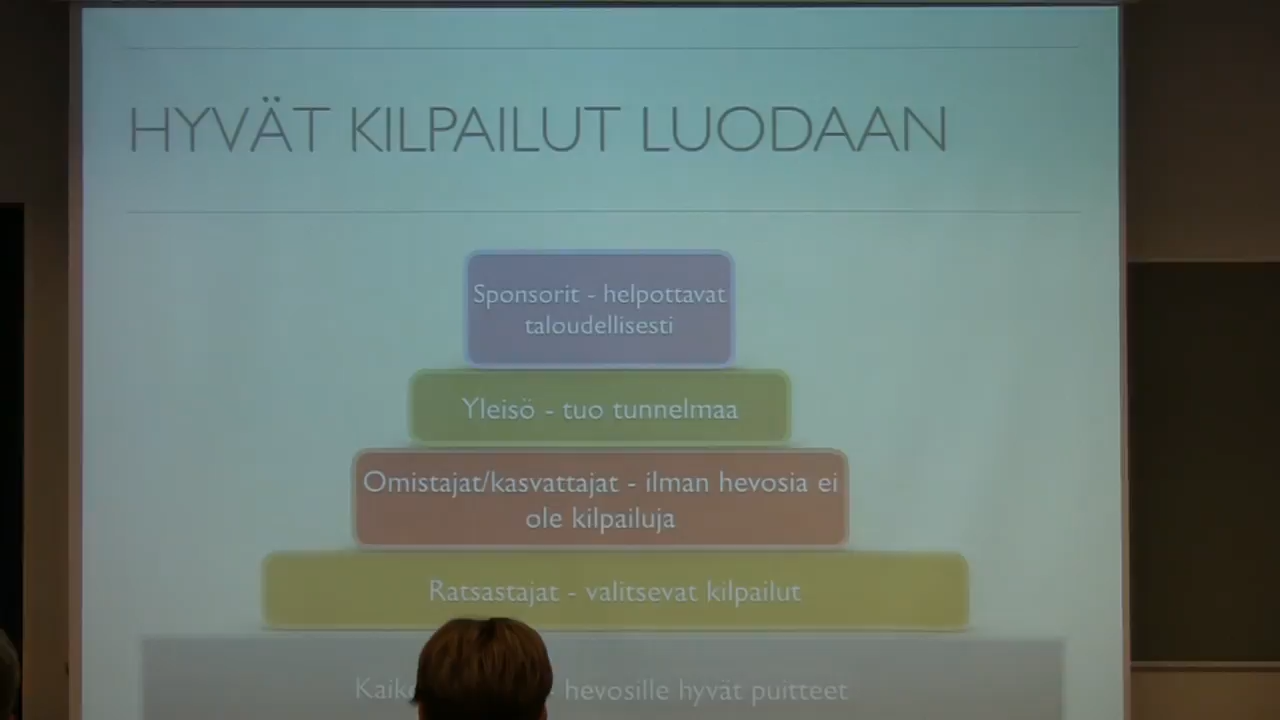 HYVÄT KILPAILUT LUODAAN
Sponsorit - helpottavat
taloudellisesti
Yleisö - tuo tunnelmaa
Omistajat/kasvattajat - ilman hevosia ei
ole kilpailuja
Ratsastajat - valitsevat kilpailut
hevosille hyvät puitteet